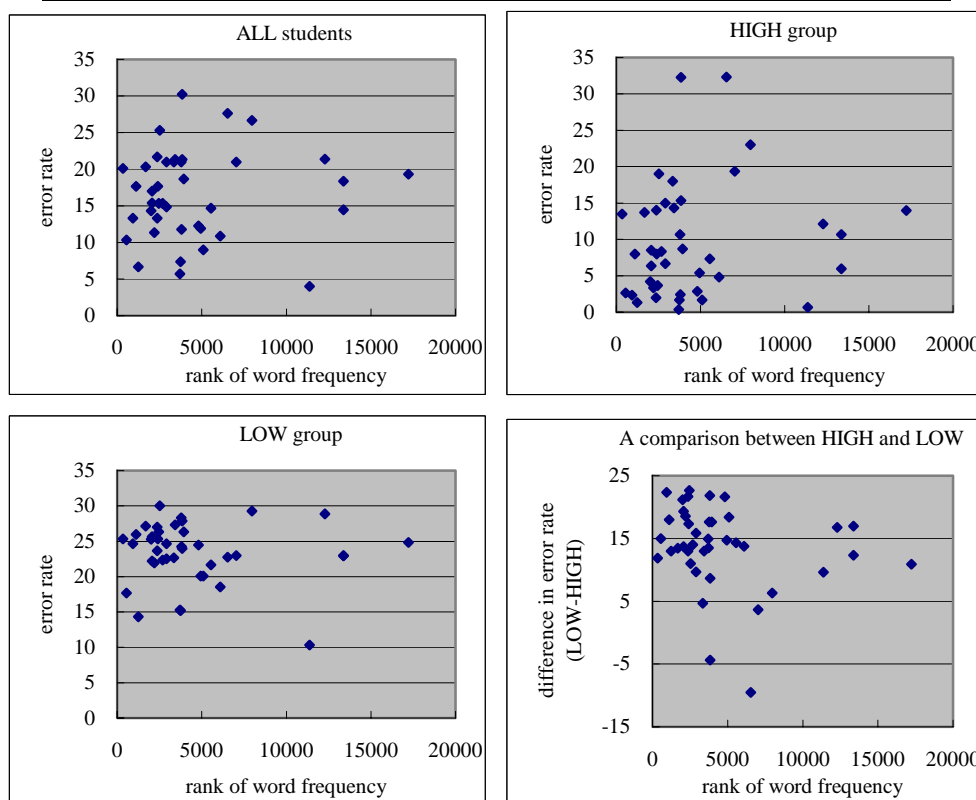 ALL students
35
30
25
20
15
10
5
0
error rate
0 5000 10000 15000 20000
rank of word frequency
HIGH group
35
30
25
20
15
10
5
0
error rate
0 5000 10000 15000 20000
rank of word frequency
LOW group
35
30
25
20
15
10
5
0
error rate
0 5000 10000 15000 20000
rank of word frequency
A comparison between HIGH and LOW
25
15
5
-5
-15
difference in error rate
(LOW-HIGH)
0 5000 10000 15000 20000
rank of word frequency